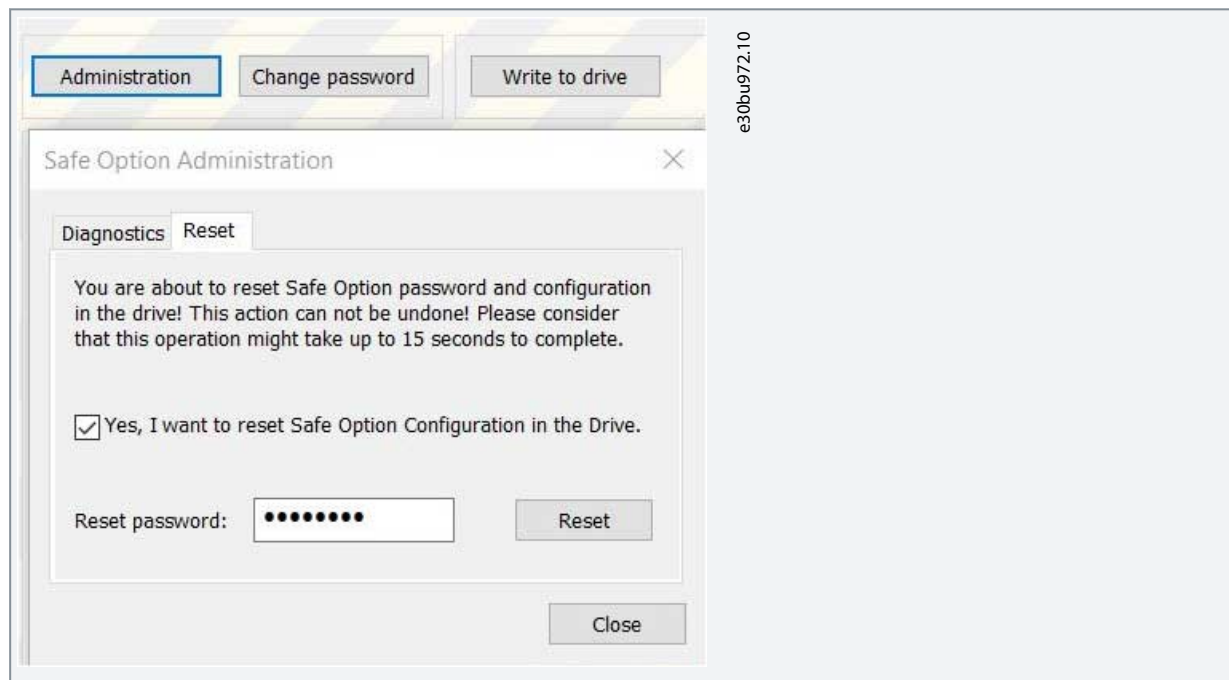 Administration
Change password
Write to drive
e30bu972.10
Safe Option Administration
Diagnostics
Reset
You are about to reset Safe Option password and configuration
in the drive! This action can not be undone! Please consider
that this operation might take up to 15 seconds to complete.
Yes, I want to reset Safe Option Configuration in the Drive.
Reset password:
••••••••
Reset
Close